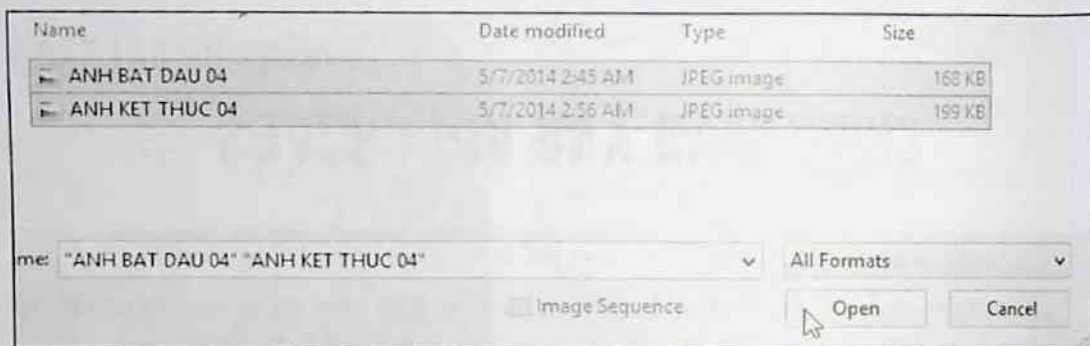 Name Date modified Type Size
ANH BAT DAU 04 5/7/2014 2:45 AM JPEG image 168 KB
ANH KET THUC 04 5/7/2014 2:56 AM JPEG image 199 KB
me: "ANH BAT DAU 04" "ANH KET THUC 04" All Formats
Image Sequence Open Cancel